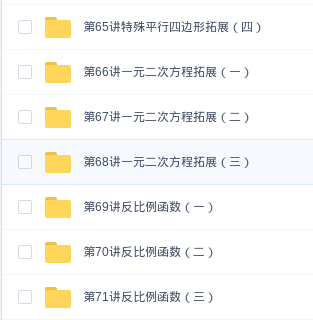 第65讲特殊平行四边形拓展（四）
第66讲一元二次方程拓展（一）
第67讲一元二次方程拓展（二）
第68讲一元二次方程拓展（三）
第69讲反比例函数（一）
第70讲反比例函数（二）
第71讲反比例函数（三）